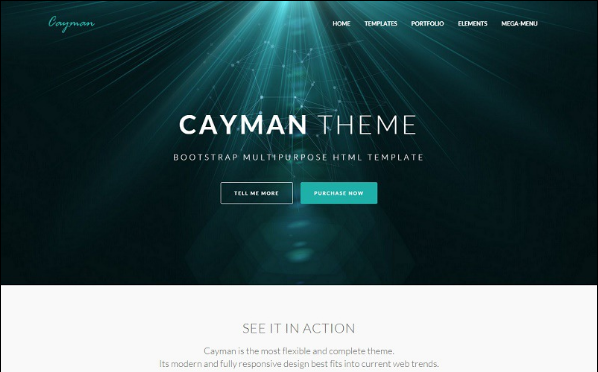 Cayman
HOME TEMPLATES PORTFOLIO ELEMENTS MEGA-MENU
CAYMAN THEME
BOOTSTRAP MULTIPURPOSE HTML TEMPLATE
TELL ME MORE PURCHASE NOW
SEE IT IN ACTION
Cayman is the most flexible and complete theme.
Its modern and fully responsive design best fits into current web trends.